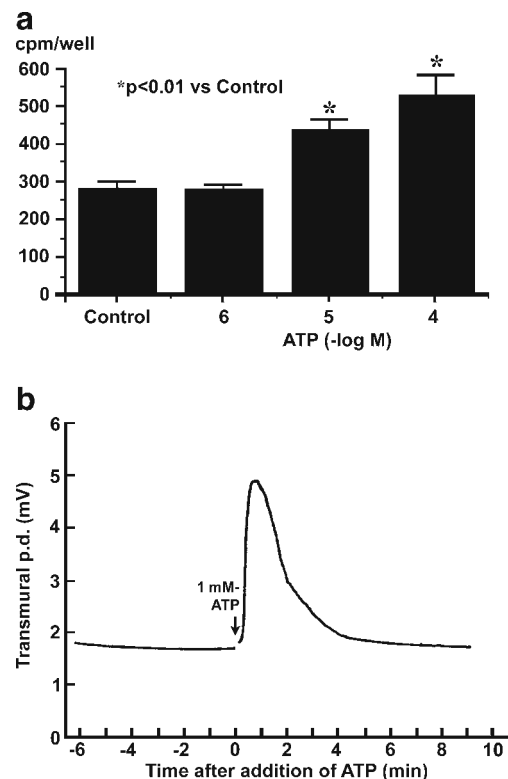 a
cpm/well
600
500
400
300
200
100
0
*p<0.01 vs Control
*
*
Control 6 5 4
ATP (-log M)
b
Transmural p.d. (mV)
6
5
4
3
2
1
0
1 mM-
ATP
-6 -4 -2 0 2 4 6 8 10
Time after addition of ATP (min)